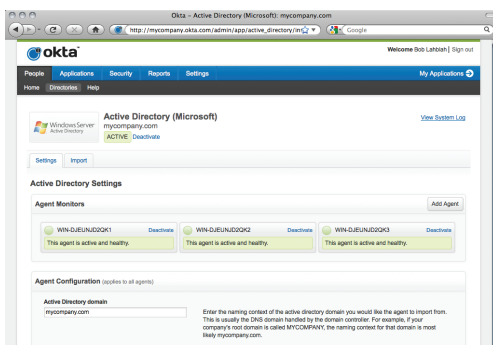 Okta - Active Directory (Microsoft): mycompany.com
http://mycompany.okta.com/admin/app/active_directory/in
Google
okta
Welcome Bob Lahblah | Sign out
People Applications Security Reports Settings My Applications
Home Directories Help
Windows Server
Active Directory
Active Directory (Microsoft)
mycompany.com
ACTIVE Deactivate
View System Log
Settings Import
Active Directory Settings
Agent Monitors
Add Agent
WIN-DJEUNJD2QK1 Deactivate WIN-DJEUNJD2QK2 Deactivate WIN-DJEUNJD2QK3 Deactivate
This agent is active and healthy. This agent is active and healthy. This agent is active and healthy.
Agent Configuration (applies to all agents)
Active Directory domain
mycompany.com
Enter the naming context of the active directory domain you would like the agent to import from.
This is usually the DNS domain handled by the domain controller. For example, if your
company's root domain is called MYCOMPANY, the naming context for that domain is most
likely mycompany.com.